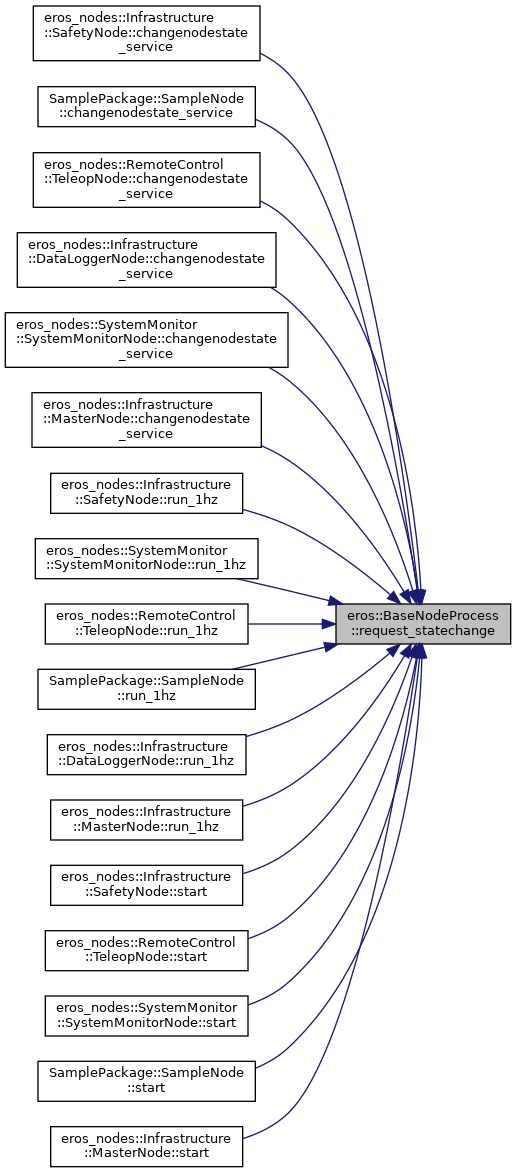 eros_nodes::Infrastructure
::SafetyNode::changenodestate
_service
SamplePackage::SampleNode
::changenodestate_service
eros_nodes::RemoteControl
::TeleopNode::changenodestate
_service
eros_nodes::Infrastructure
::DataLoggerNode::changenodestate
_service
eros_nodes::SystemMonitor
::SystemMonitorNode::changenodestate
_service
eros_nodes::Infrastructure
::MasterNode::changenodestate
_service
eros_nodes::Infrastructure
::SafetyNode::run_1hz
eros_nodes::SystemMonitor
::SystemMonitorNode::run_1hz
eros_nodes::RemoteControl
::TeleopNode::run_1hz
eros::BaseNodeProcess
::request_statechange
SamplePackage::SampleNode
::run_1hz
eros_nodes::Infrastructure
::DataLoggerNode::run_1hz
eros_nodes::Infrastructure
::MasterNode::run_1hz
eros_nodes::Infrastructure
::SafetyNode::start
eros_nodes::RemoteControl
::TeleopNode::start
eros_nodes::SystemMonitor
::SystemMonitorNode::start
SamplePackage::SampleNode
::start
eros_nodes::Infrastructure
::MasterNode::start